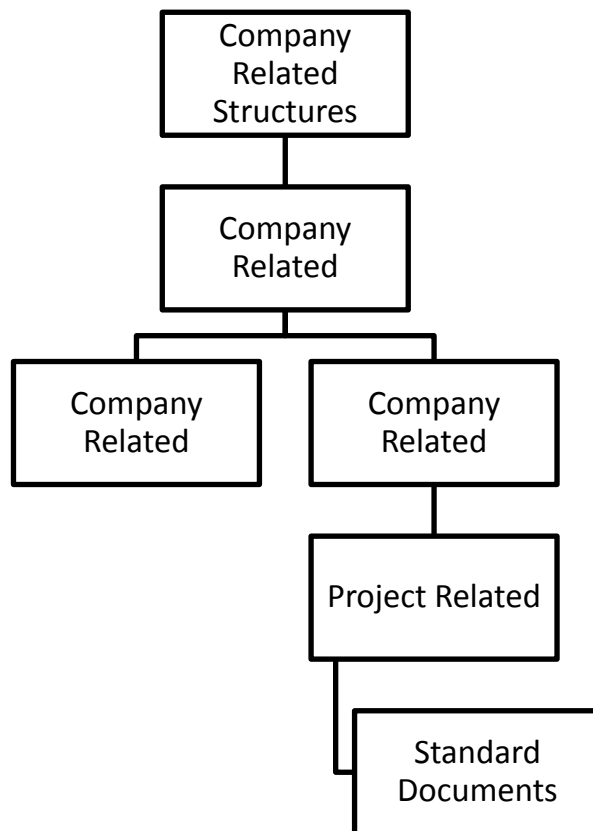 Company
Related
Structures
Company
Related
Company
Related
Company
Related
Project Related
Standard
Documents